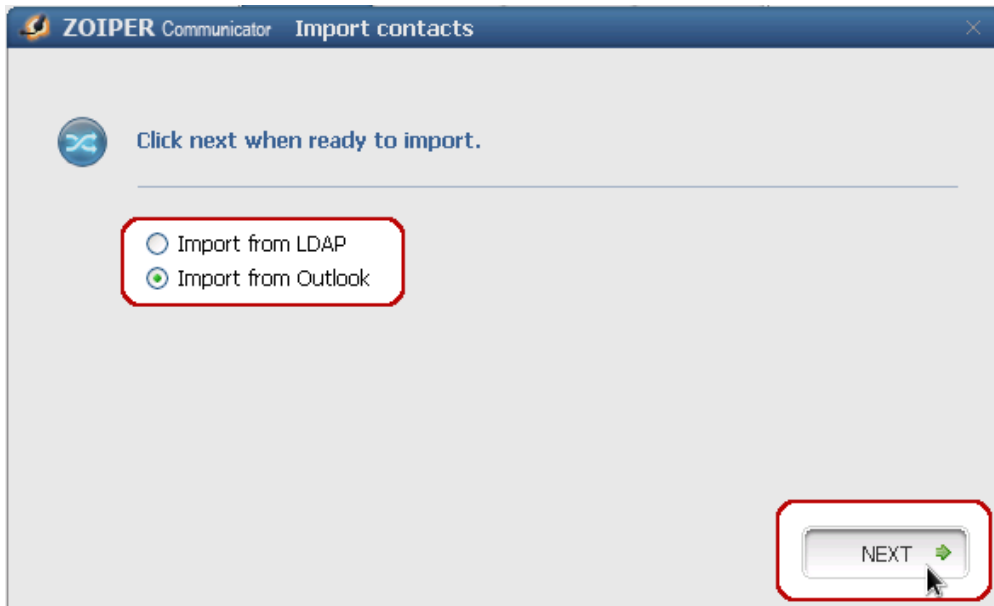 ZOIPER Communicator Import contacts
Click next when ready to import.
Import from LDAP
Import from Outlook
NEXT